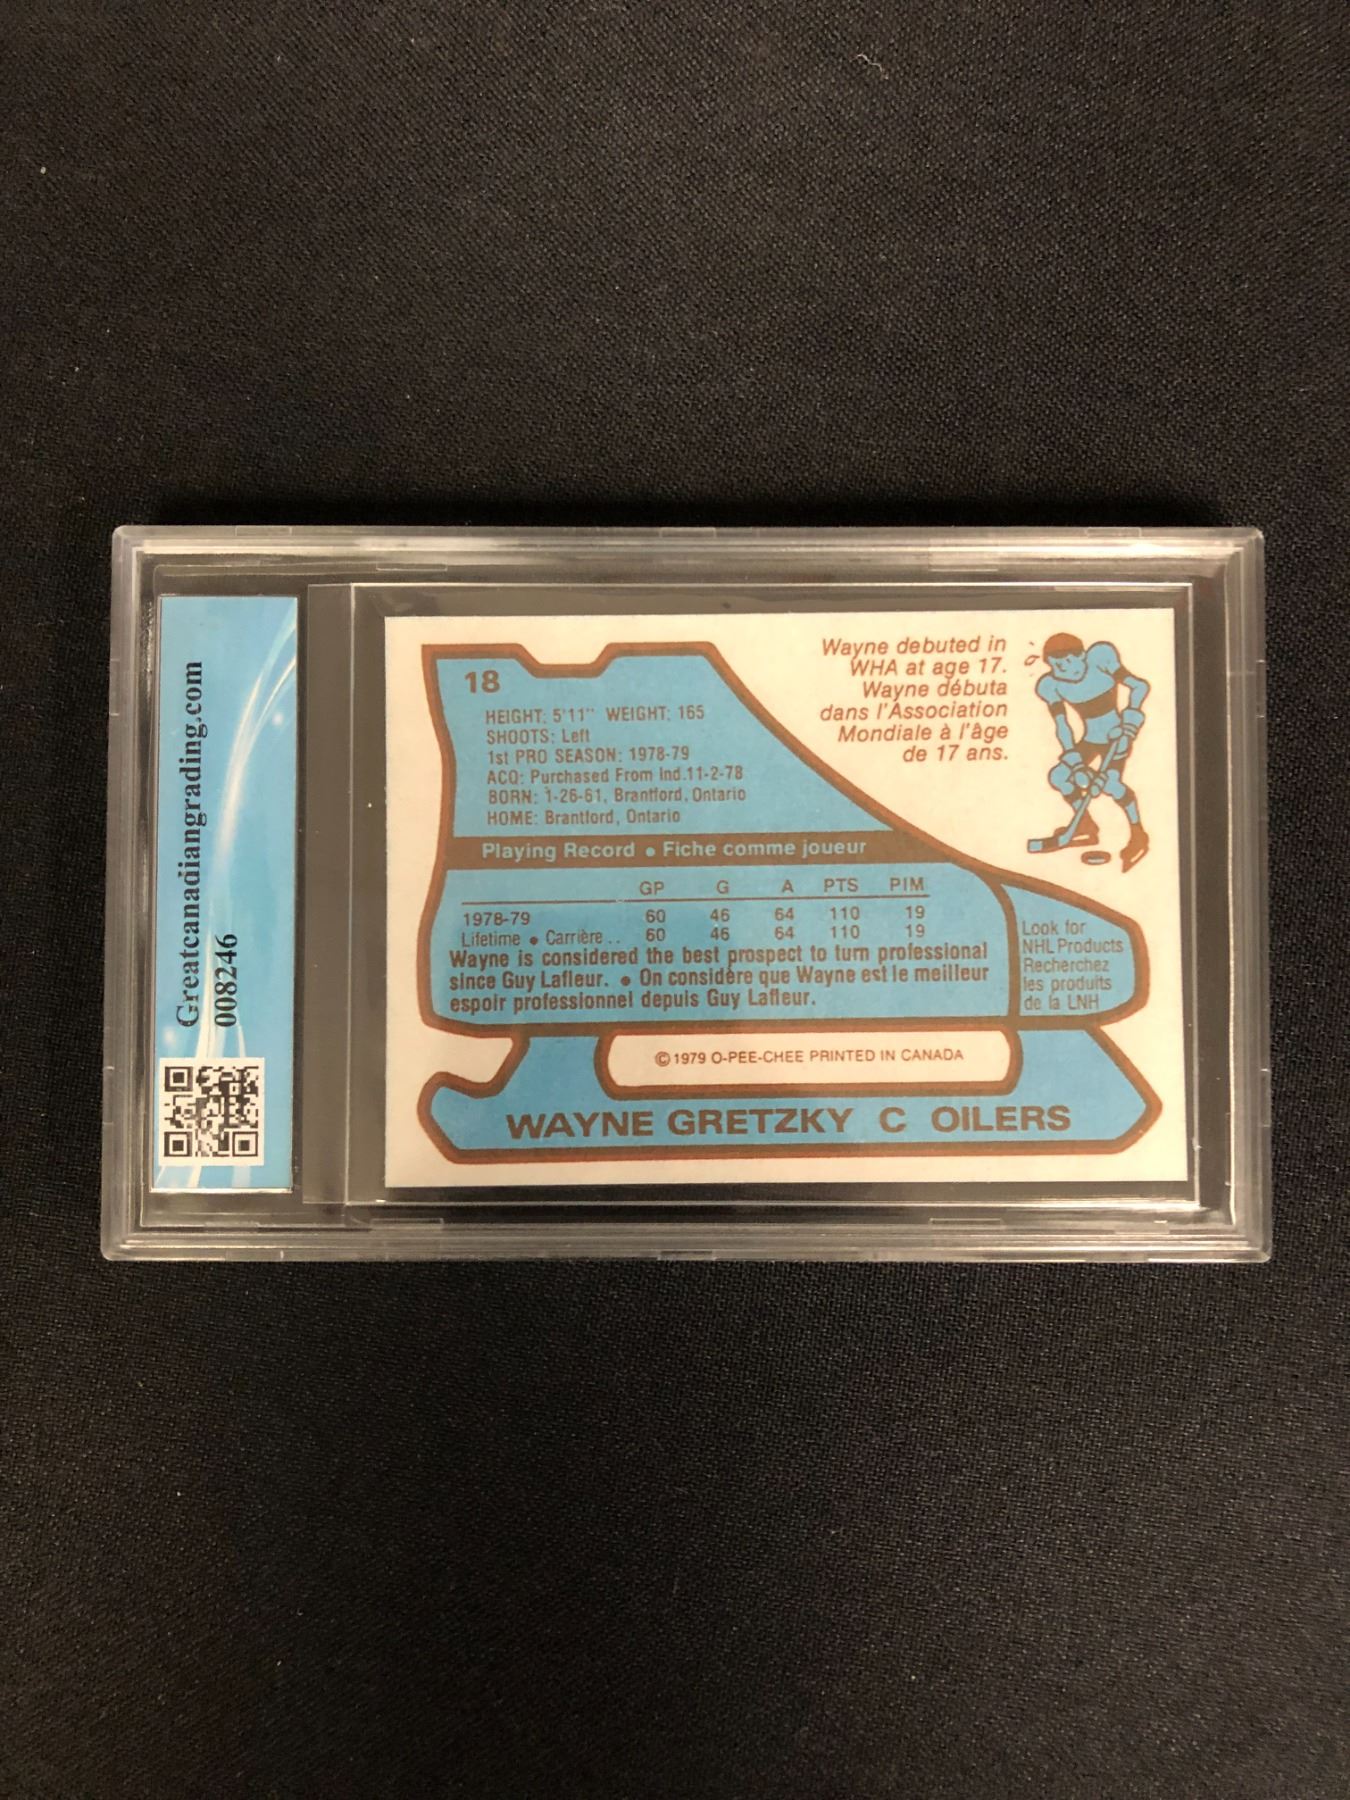 Greatcanadiangrading.com
008246
18
HEIGHT: 5'11" WEIGHT: 165
SHOOTS: Left
1st PRO SEASON: 1978-79
ACQ: Purchased From Ind.11-2-78
BORN: 1-26-61, Brantford, Ontario
HOME: Brantford, Ontario
Wayne debuted in
WHA at age 17.
Wayne débuta
dans l'Association
Mondiale à l'âge
de 17 ans.
Playing Record • Fiche comme joueur
GP G A PTS PIM
1978-79 60 46 64 110 19
Lifetime • Carrière .. 60 46 64 110 19
Wayne is considered the best prospect to turn professional
since Guy Lafleur. • On considère que Wayne est le meilleur
espoir professionnel depuis Guy Lafleur.
Look for
NHL Products
Recherchez
les produits
de la LNH
© 1979 O-PEE-CHEE PRINTED IN CANADA
WAYNE GRETZKY C OILERS